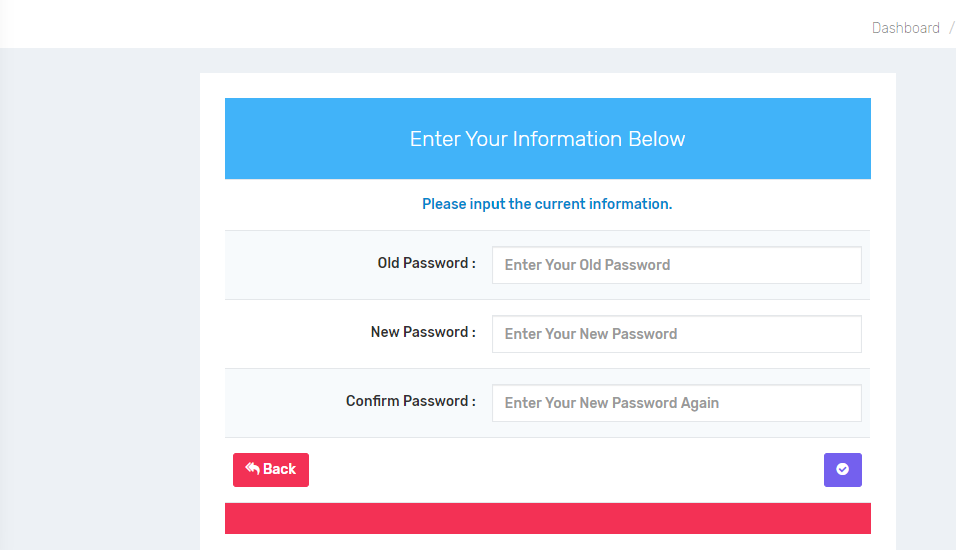 Dashboard /
Enter Your Information Below
Please input the current information.
Old Password : Enter Your Old Password
New Password : Enter Your New Password
Confirm Password : Enter Your New Password Again
Back